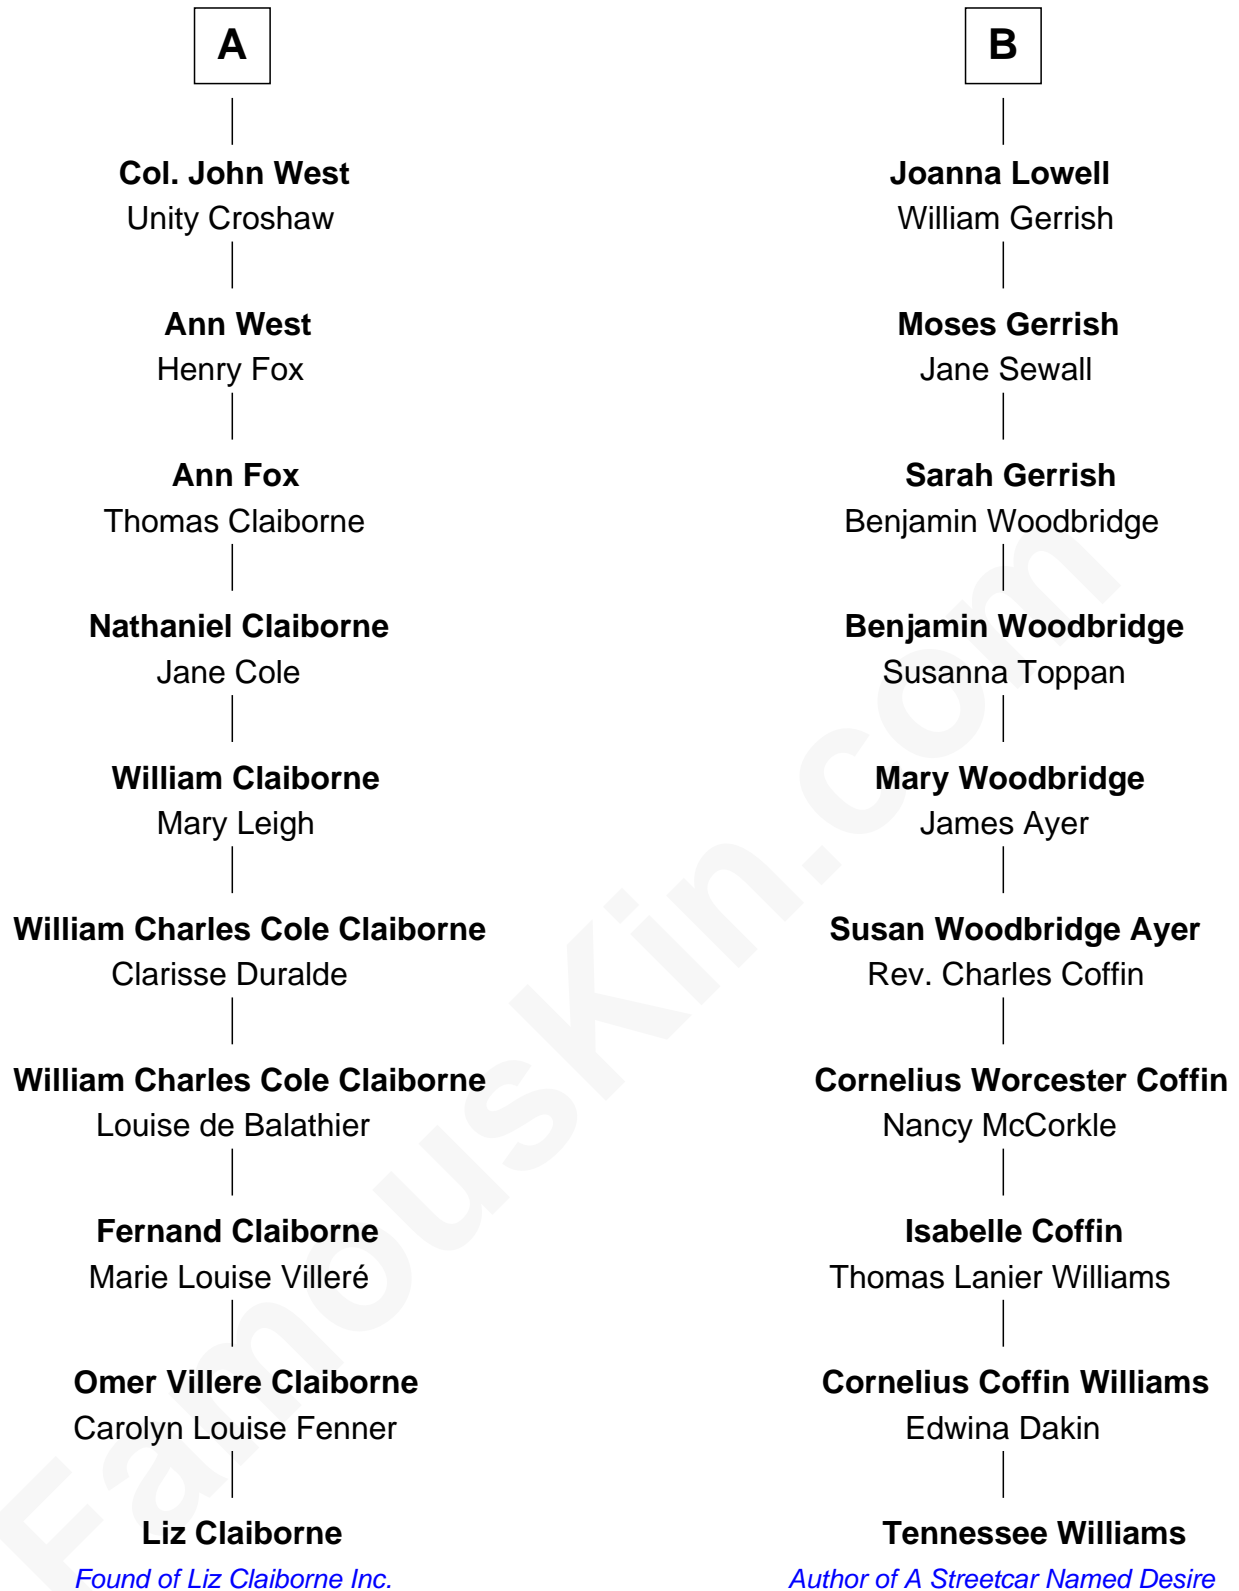 A
Col. John West
Unity Croshaw
Ann West
Henry Fox
Ann Fox
Thomas Claiborne
Nathaniel Claiborne
Jane Cole
William Claiborne
Mary Leigh
William Charles Cole Claiborne
Clarisse Duralde
William Charles Cole Claiborne
Louise de Balathier
Fernand Claiborne
Marie Louise Villeré
Omer Villere Claiborne
Carolyn Louise Fenner
Liz Claiborne
Found of Liz Claiborne Inc.
B
Joanna Lowell
William Gerrish
Moses Gerrish
Jane Sewall
Sarah Gerrish
Benjamin Woodbridge
Benjamin Woodbridge
Susanna Toppan
Mary Woodbridge
James Ayer
Susan Woodbridge Ayer
Rev. Charles Coffin
Cornelius Worcester Coffin
Nancy McCorkle
Isabelle Coffin
Thomas Lanier Williams
Cornelius Coffin Williams
Edwina Dakin
Tennessee Williams
Author of A Streetcar Named Desire
FamousKin.com